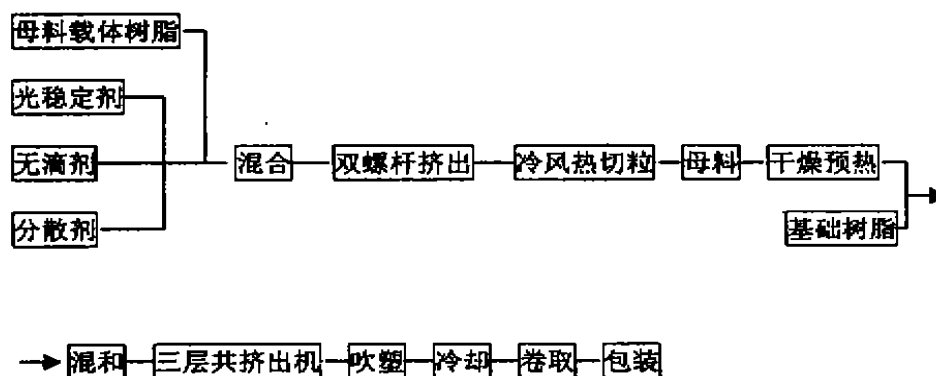 母料载体树脂
光稳定剂
无滴剂
分散剂
混合
双螺杆挤出
冷风热切粒
母料
干燥预热
基础树脂
混和
三层共挤出机
吹塑
冷却
卷取
包装